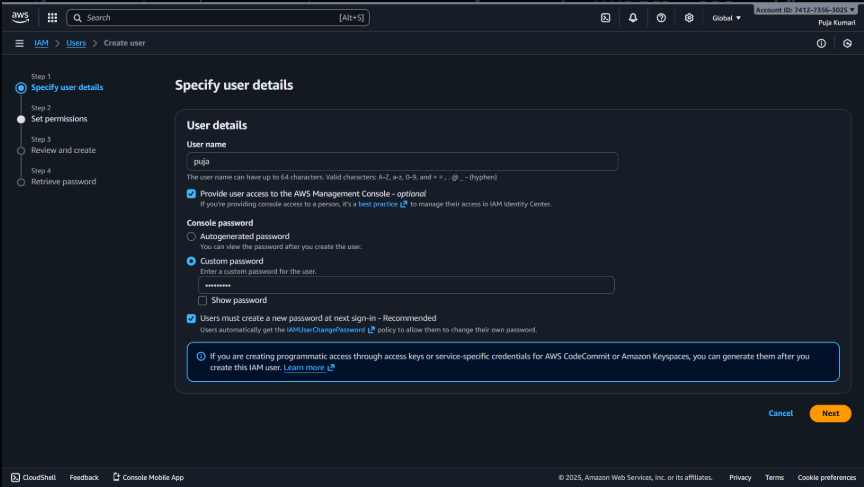 aws
Search [Alt+S]
Global
Account ID: 7412-7356-3025
Puja Kumari
IAM > Users > Create user
Step 1
Specify user details
Step 2
Set permissions
Step 3
Review and create
Step 4
Retrieve password
Specify user details
User details
User name
puja
The user name can have up to 64 characters. Valid characters: A-Z, a-z, 0-9, and + = , . @ _ - (hyphen)
Provide user access to the AWS Management Console - optional
If you're providing console access to a person, it's a best practice to manage their access in IAM Identity Center.
Console password
Autogenerated password
You can view the password after you create the user.
Custom password
Enter a custom password for the user.
•••••••••
Show password
Users must create a new password at next sign-in - Recommended
Users automatically get the IAMUserChangePassword policy to allow them to change their own password.
If you are creating programmatic access through access keys or service-specific credentials for AWS CodeCommit or Amazon Keyspaces, you can generate them after you
create this IAM user. Learn more
Cancel Next
CloudShell Feedback Console Mobile App © 2025, Amazon Web Services, Inc. or its affiliates. Privacy Terms Cookie preferences